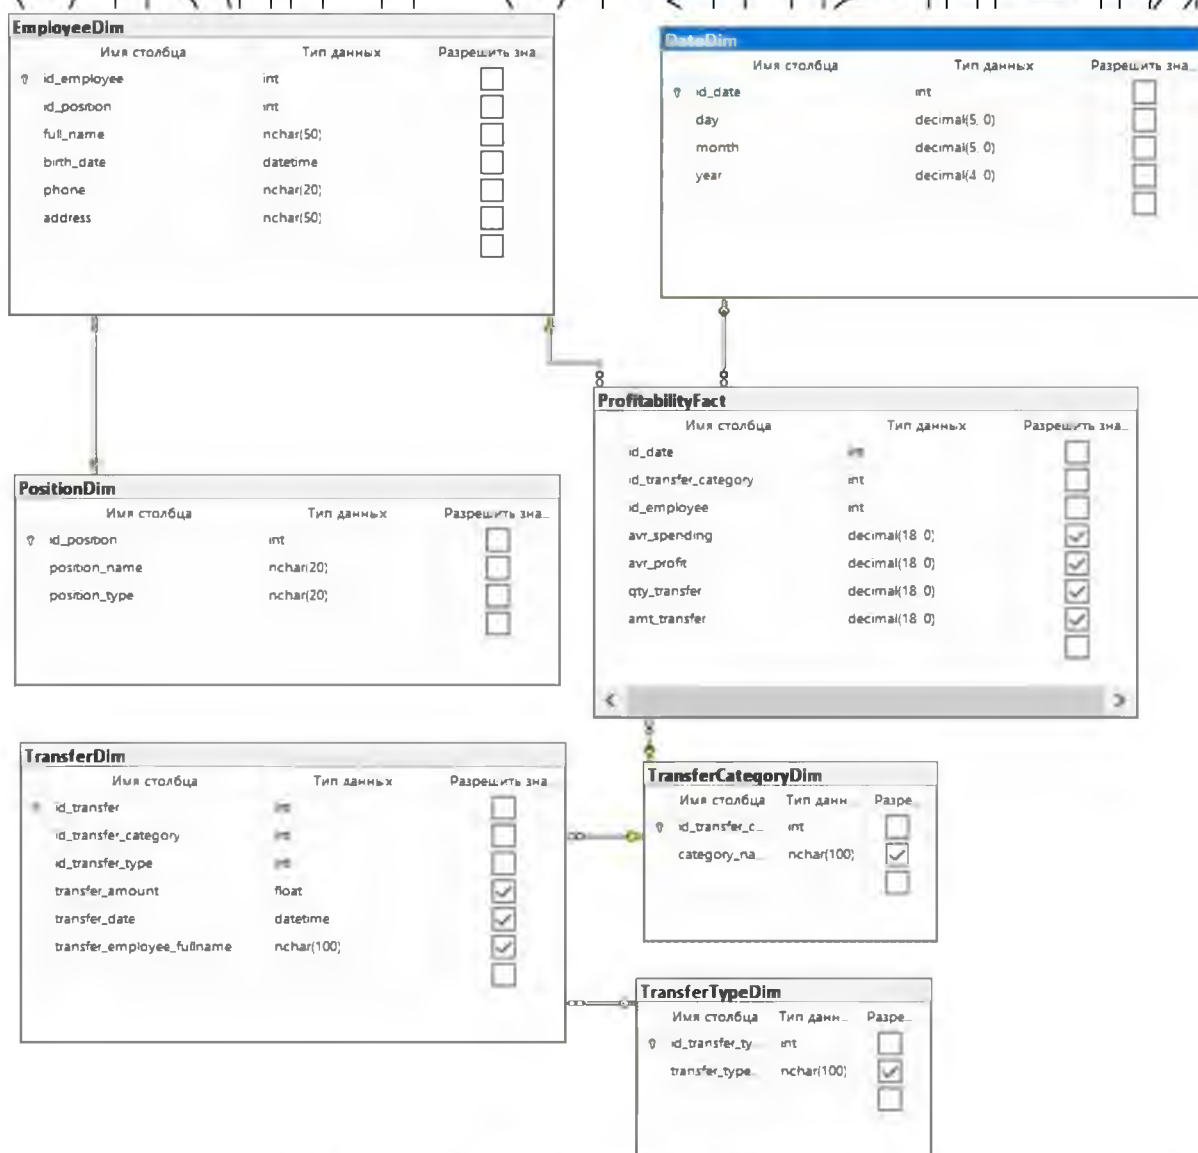 EmployeeDim
Имя столбца Тип данных Разрешить зна...
id_employee int
id_position int
full_name nchar(50)
birth_date datetime
phone nchar(20)
address nchar(50)
DateDim
Имя столбца Тип данных Разрешить зна...
id_date int
day decimal(5, 0)
month decimal(5, 0)
year decimal(4, 0)
ProfitabilityFact
Имя столбца Тип данных Разрешить зна...
id_date int
id_transfer_category int
id_employee int
avr_spending decimal(18, 0)
avr_profit decimal(18, 0)
qty_transfer decimal(18, 0)
amt_transfer decimal(18, 0)
PositionDim
Имя столбца Тип данных Разрешить зна...
id_position int
position_name nchar(20)
position_type nchar(20)
TransferDim
Имя столбца Тип данных Разрешить зна...
id_transfer int
id_transfer_category int
id_transfer_type int
transfer_amount float
transfer_date datetime
transfer_employee_fullname nchar(100)
TransferCategoryDim
Имя столбца Тип данн... Разре...
id_transfer_c... int
category_na... nchar(100)
TransferTypeDim
Имя столбца Тип данн... Разре...
id_transfer_ty... int
transfer_type... nchar(100)